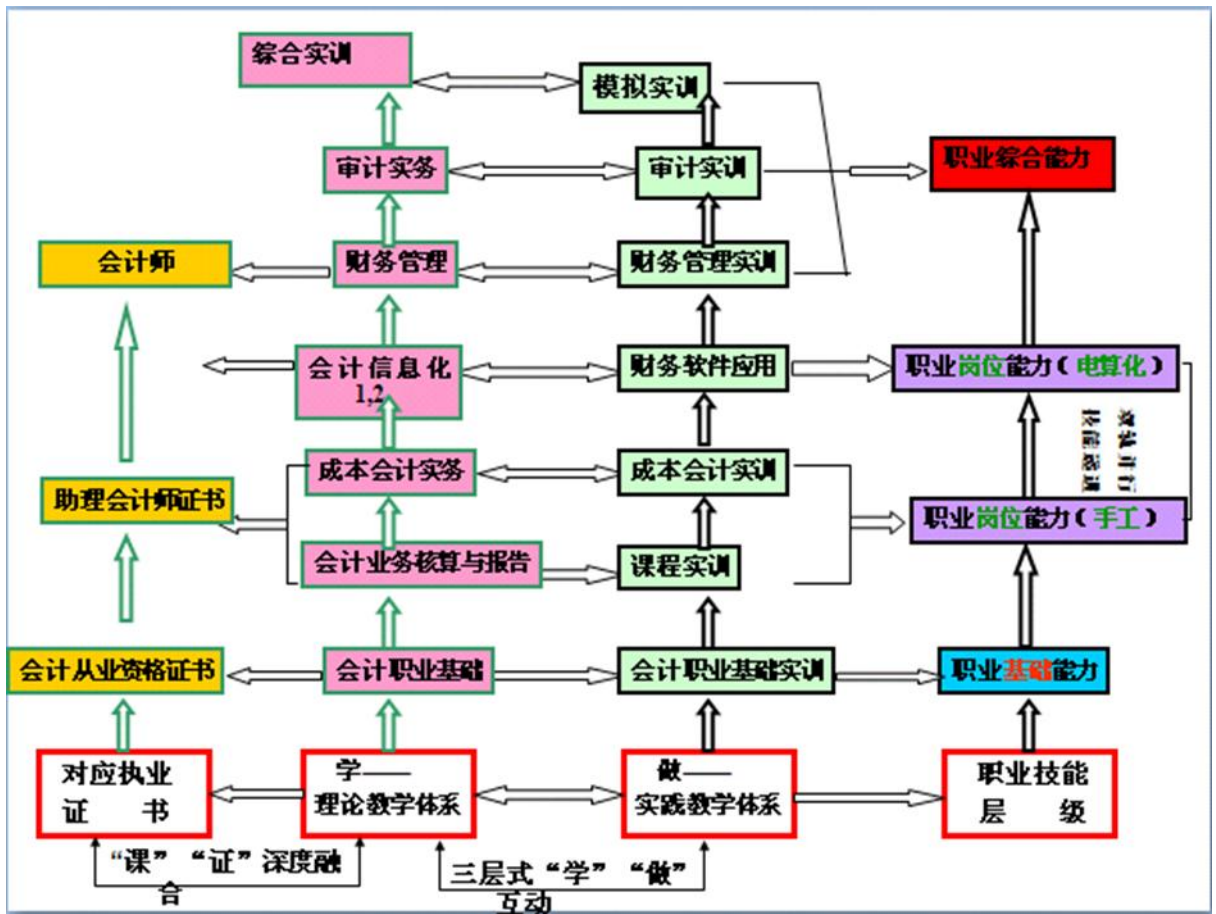 综合实训
模拟实训
审计实务
审计实训
职业综合能力
会计师
财务管理
财务管理实训
会计信息化
1,2
财务软件应用
职业岗位能力（电算化）
双轨并行
技能递进
成本会计实务
成本会计实训
助理会计师证书
职业岗位能力（手工）
会计业务核算与报告
课程实训
会计从业资格证书
会计职业基础
会计职业基础实训
职业基础能力
对应执业
证 书
学——
理论教学体系
做——
实践教学体系
职业技能
层 级
“课”“证”深度融
合
三层式“学”“做”
互动